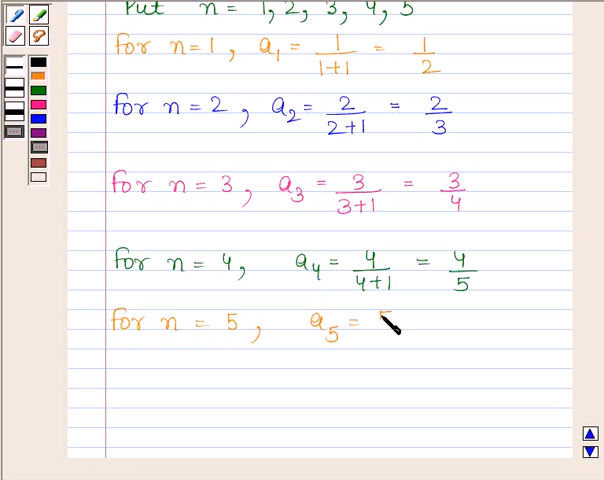 Put n = 1, 2, 3, 4, 5
for n=1, a1 = 1/(1+1) = 1/2
for n = 2, a2 = 2/(2+1) = 2/3
for n = 3, a3 = 3/(3+1) = 3/4
for n = 4, a4 = 4/(4+1) = 4/5
for n = 5, a5 =